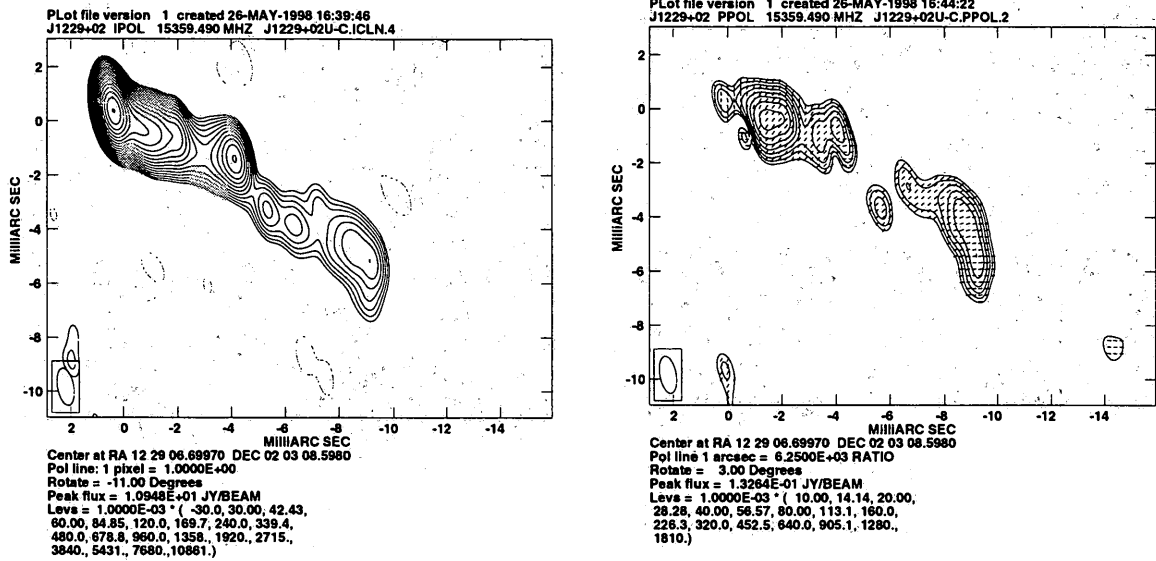 PLot file version 1 created 26-MAY-1998 16:39:46
J1229+02 IPOL 15359.490 MHZ J1229+02U-C.ICLN.4
2
0
-2
-4
-6
-8
-10
MilliARC SEC
2 0 -2 -4 -6 -8 -10 -12 -14
MilliARC SEC
Center at RA 12 29 06.69970 DEC 02 03 08.5980
Pol line: 1 pixel = 1.0000E+00
Rotate = -11.00 Degrees
Peak flux = 1.0948E+01 JY/BEAM
Levs = 1.0000E-03 * ( -30.0, 30.00, 42.43,
60.00, 84.85, 120.0, 169.7, 240.0, 339.4,
480.0, 678.8, 960.0, 1358., 1920., 2715.,
3840., 5431., 7680.,10861.)
PLot file version 1 created 26-MAY-1998 16:44:22
J1229+02 PPOL 15359.490 MHZ J1229+02U-C.PPOL.2
2
0
-2
-4
-6
-8
-10
MilliARC SEC
2 0 -2 -4 -6 -8 -10 -12 -14
MilliARC SEC
Center at RA 12 29 06.69970 DEC 02 03 08.5980
Pol line 1 arcsec = 6.2500E+03 RATIO
Rotate = 3.00 Degrees
Peak flux = 1.3264E-01 JY/BEAM
Levs = 1.0000E-03 * ( 10.00, 14.14, 20.00,
28.28, 40.00, 56.57, 80.00, 113.1, 160.0,
226.3, 320.0, 452.5, 640.0, 905.1, 1280.,
1810.)